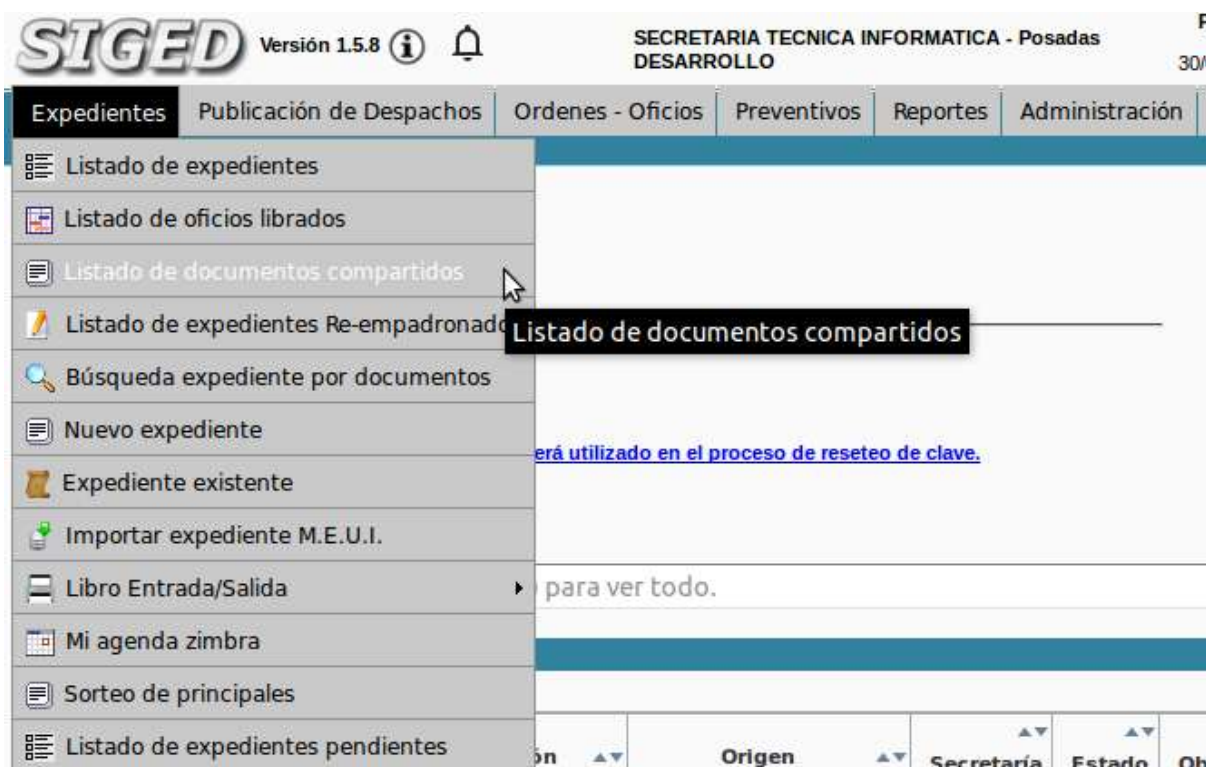 SIGED Versión 1.5.8
SECRETARIA TECNICA INFORMATICA - Posadas
DESARROLLO
30/
Expedientes Publicación de Despachos Ordenes - Oficios Preventivos Reportes Administración
Listado de expedientes
Listado de oficios librados
Listado de documentos compartidos
Listado de expedientes Re-empadronado
Listado de documentos compartidos
Búsqueda expediente por documentos
Nuevo expediente
erá utilizado en el proceso de reseteo de clave.
Expediente existente
Importar expediente M.E.U.I.
Libro Entrada/Salida
para ver todo.
Mi agenda zimbra
Sorteo de principales
Listado de expedientes pendientes
ón Origen Secretaría Estado Ob